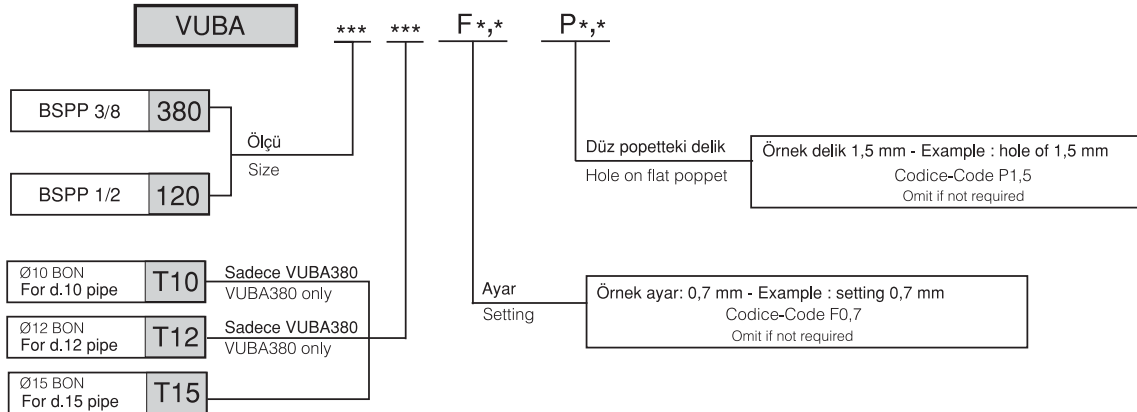 VUBA *** *** F*,* P*,*
BSPP 3/8 380
Ölçü
Size
BSPP 1/2 120
Düz popetteki delik
Hole on flat poppet
Örnek delik 1,5 mm - Example : hole of 1,5 mm
Codice-Code P1,5
Omit if not required
Ø10 BON
For d.10 pipe
T10
Sadece VUBA380
VUBA380 only
Ø12 BON
For d.12 pipe
T12
Sadece VUBA380
VUBA380 only
Ø15 BON
For d.15 pipe
T15
Ayar
Setting
Örnek ayar: 0,7 mm - Example : setting 0,7 mm
Codice-Code F0,7
Omit if not required